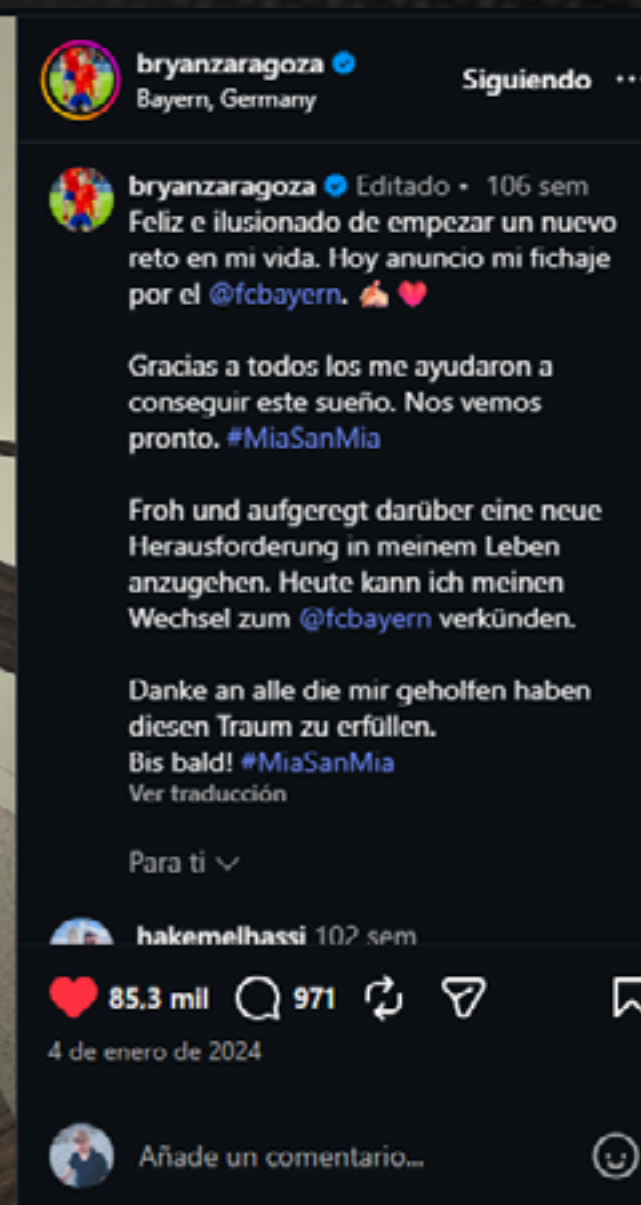 bryanzaragoza
Bayern, Germany
Siguiendo
bryanzaragoza Editado • 106 sem
Feliz e ilusionado de empezar un nuevo
reto en mi vida. Hoy anuncio mi fichaje
por el @fcbayern. ✍🏻 ❤️
Gracias a todos los me ayudaron a
conseguir este sueño. Nos vemos
pronto. #MiaSanMia
Froh und aufgeregt darüber eine neue
Herausforderung in meinem Leben
anzugehen. Heute kann ich meinen
Wechsel zum @fcbayern verkünden.
Danke an alle die mir geholfen haben
diesen Traum zu erfüllen.
Bis bald! #MiaSanMia
Ver traducción
Para ti
hakemelhassi 102 sem
85,3 mil 971
4 de enero de 2024
Añade un comentario...